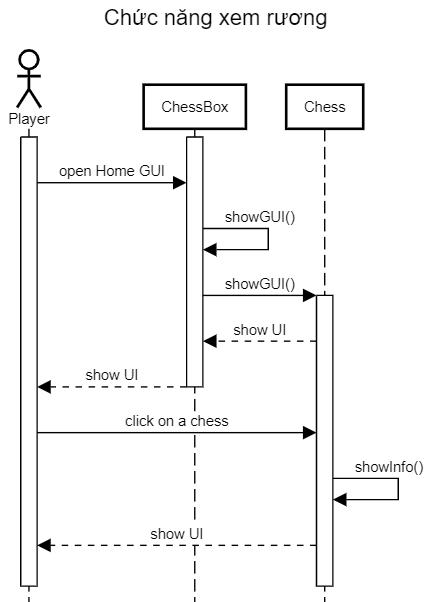 Chức năng xem rương
Player
ChessBox
Chess
open Home GUI
showGUI()
showGUI()
show UI
show UI
click on a chess
showInfo()
show UI